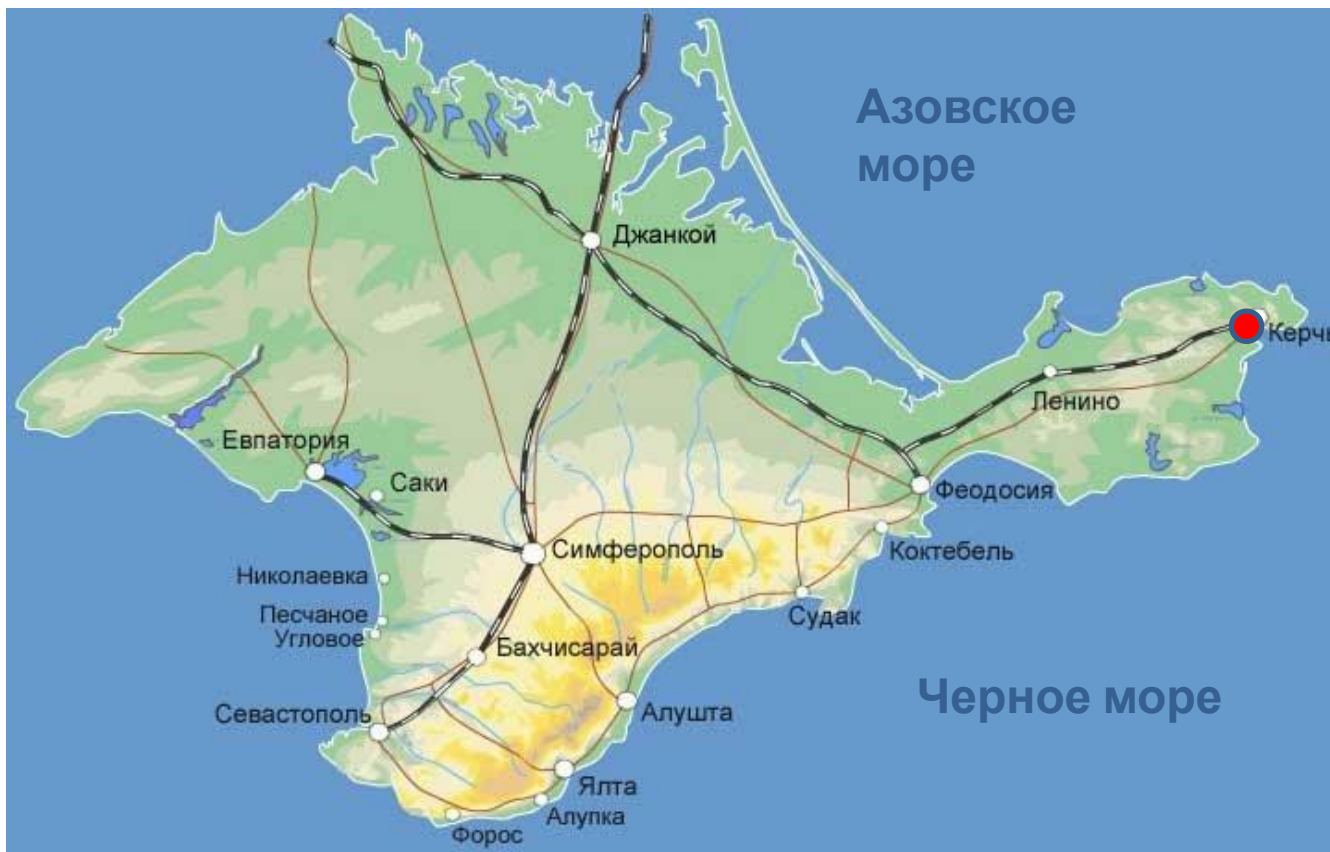 Азовское
море
Джанкой
Керчь
Ленино
Евпатория
Саки
Феодосия
Симферополь
Коктебель
Николаевка
Песчаное
Судак
Угловое
Бахчисарай
Черное море
Севастополь
Алушта
Ялта
Алупка
Форос